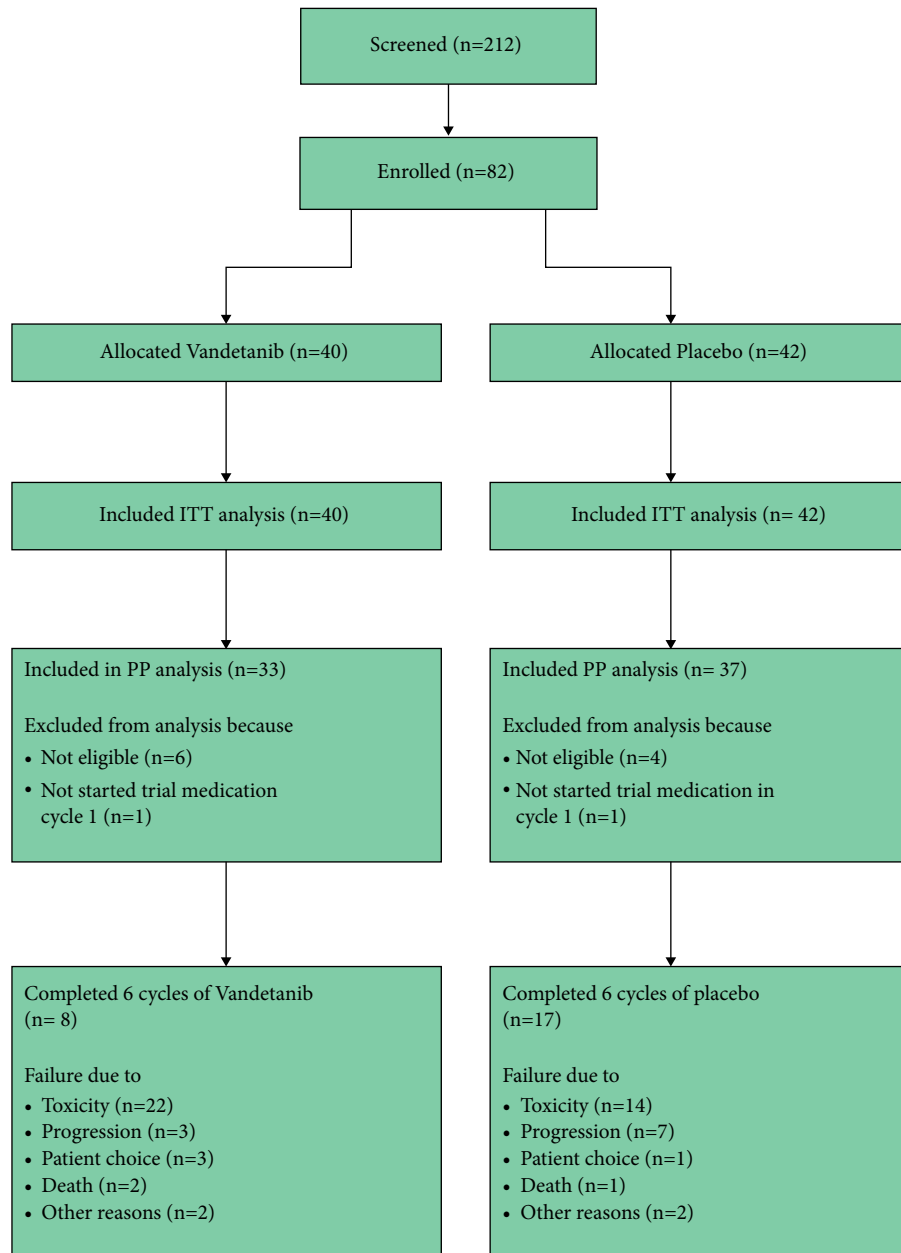 Screened (n=212)
Enrolled (n=82)
Allocated Vandetanib (n=40)
Allocated Placebo (n=42)
Included ITT analysis (n=40)
Included ITT analysis (n= 42)
Included in PP analysis (n=33)
Excluded from analysis because
• Not eligible (n=6)
• Not started trial medication
cycle 1 (n=1)
Included PP analysis (n= 37)
Excluded from analysis because
• Not eligible (n=4)
• Not started trial medication in
cycle 1 (n=1)
Completed 6 cycles of Vandetanib
(n= 8)
Failure due to
• Toxicity (n=22)
• Progression (n=3)
• Patient choice (n=3)
• Death (n=2)
• Other reasons (n=2)
Completed 6 cycles of placebo
(n=17)
Failure due to
• Toxicity (n=14)
• Progression (n=7)
• Patient choice (n=1)
• Death (n=1)
• Other reasons (n=2)